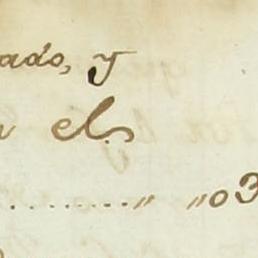 ado, y
el
......... " "03